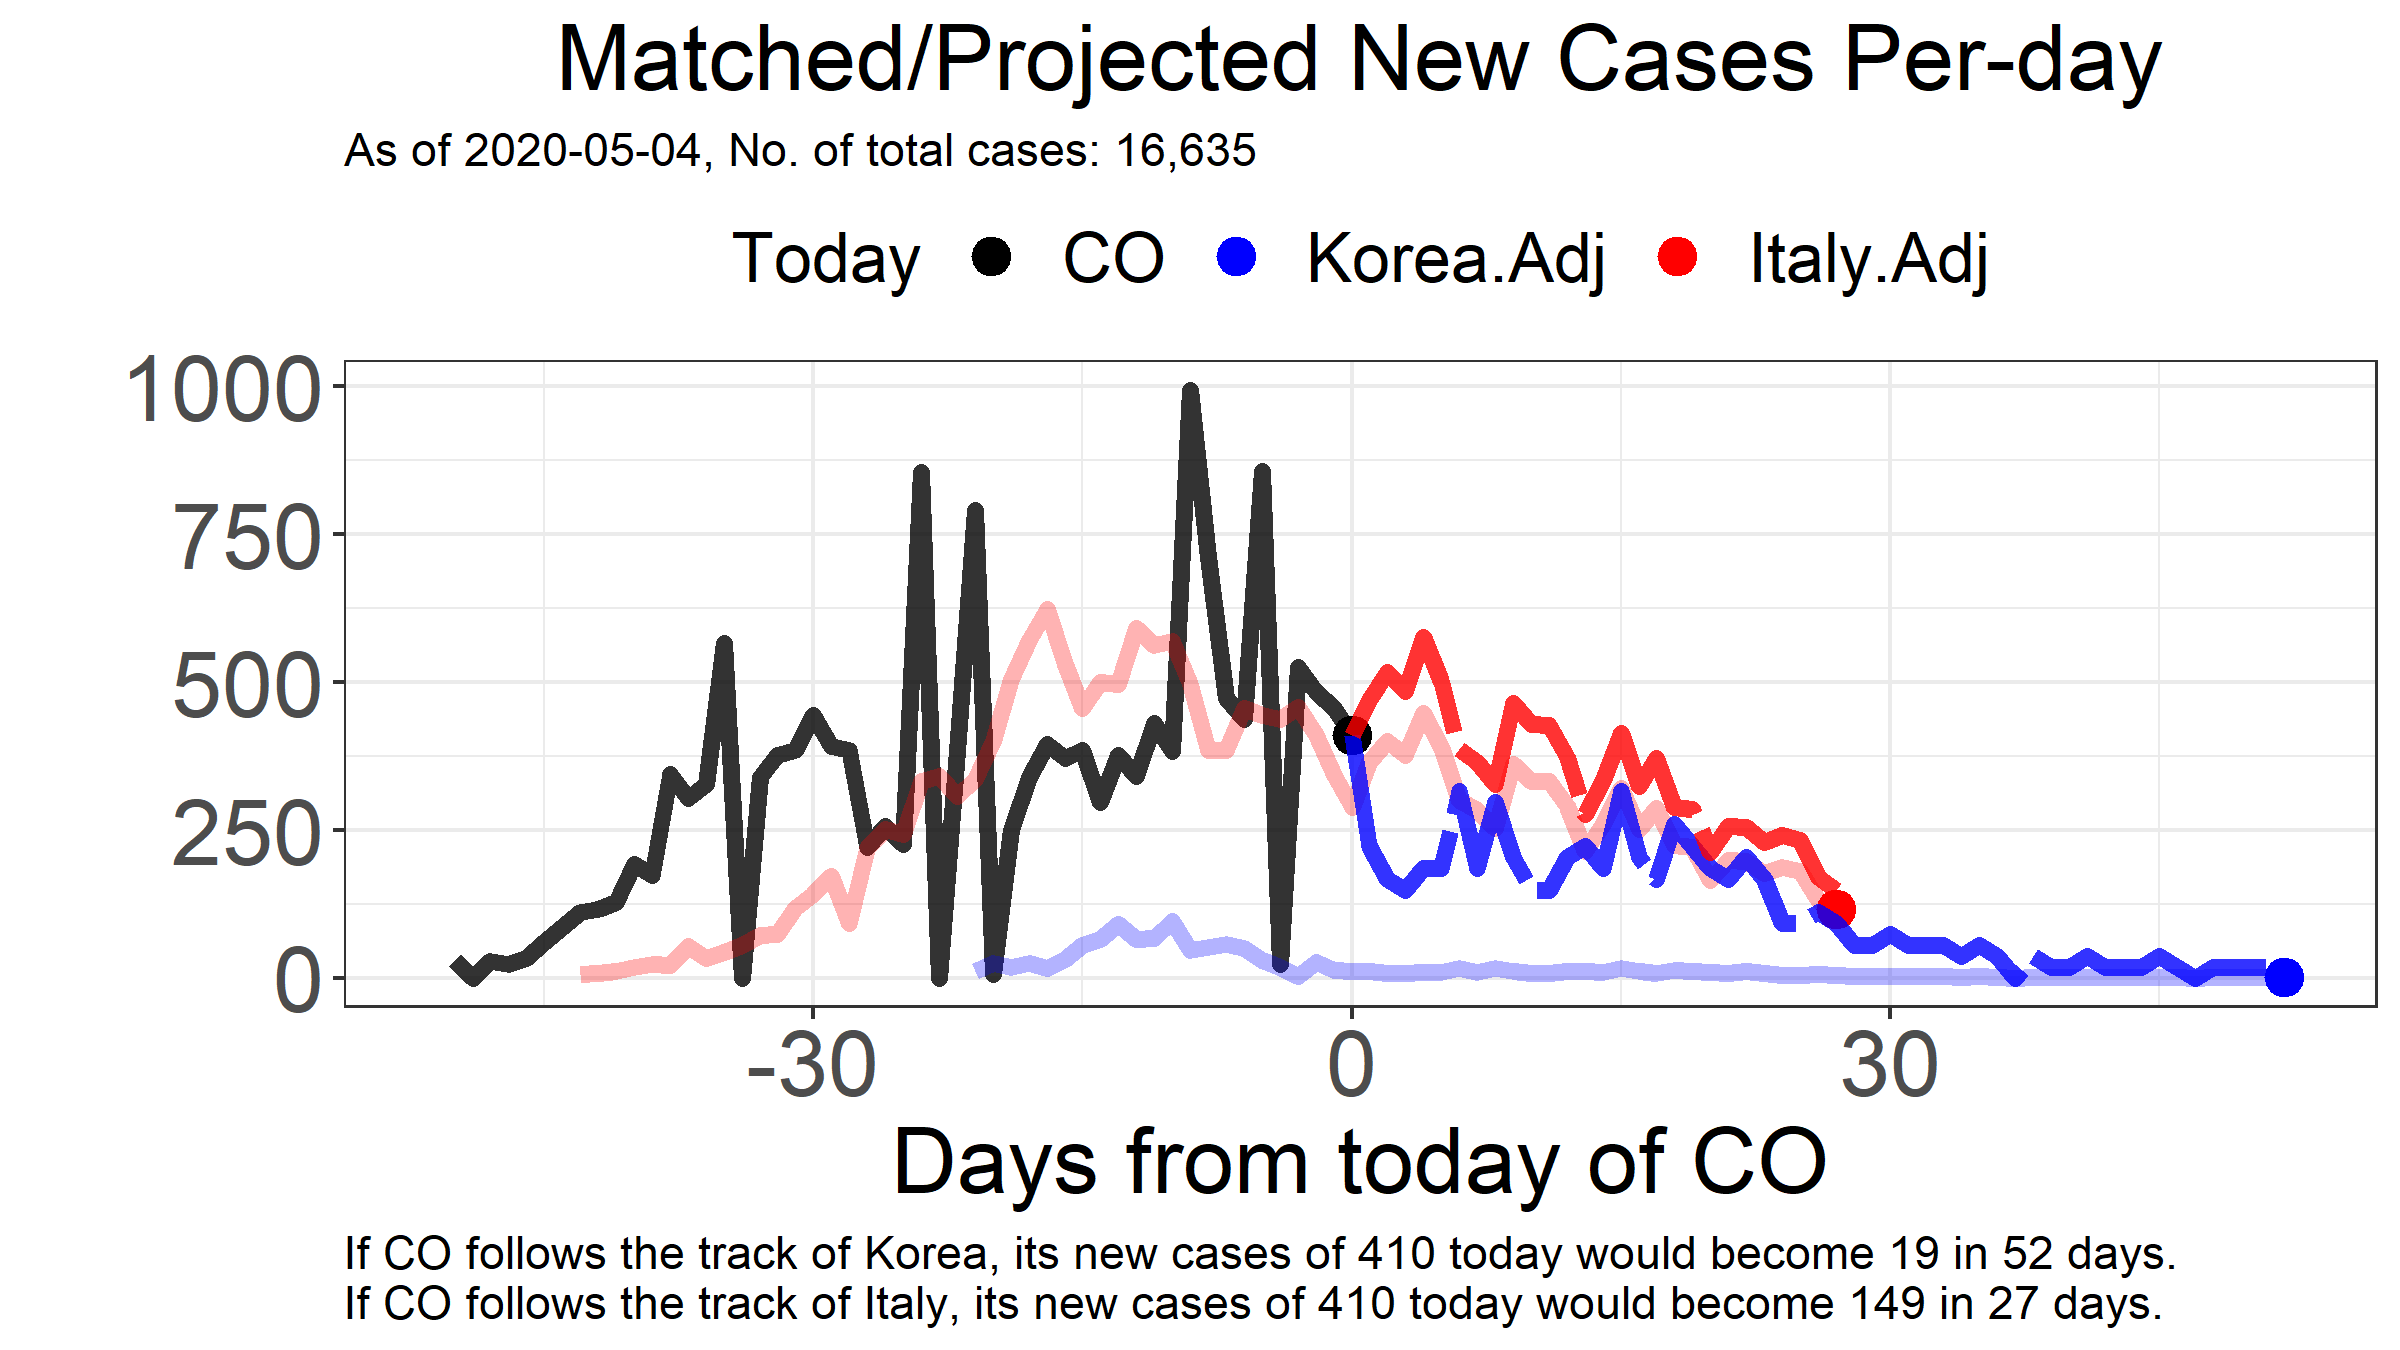 Matched/Projected New Cases Per-day
As of 2020-05-04, No. of total cases: 16,635
Today CO Korea.Adj Italy.Adj
1000
750
500
250
0
-30 0 30
Days from today of CO
If CO follows the track of Korea, its new cases of 410 today would become 19 in 52 days.
If CO follows the track of Italy, its new cases of 410 today would become 149 in 27 days.